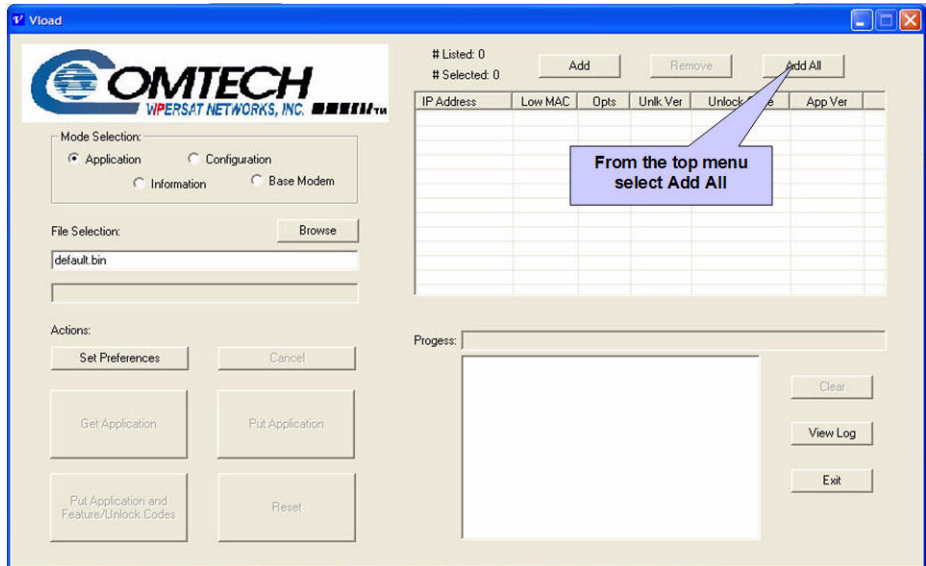 Vload
COMTECH
VIPERSAT NETWORKS, INC. TM
# Listed: 0
# Selected: 0
Add
Remove
Add All
IP Address Low MAC Opts Unlk Ver Unlock App Ver
From the top menu
select Add All
Mode Selection:
Application Configuration
Information Base Modem
File Selection:
Browse
default.bin
Actions:
Set Preferences
Cancel
Get Application
Put Application
Put Application and
Feature/Unlock Codes
Reset
Progess:
Clear
View Log
Exit